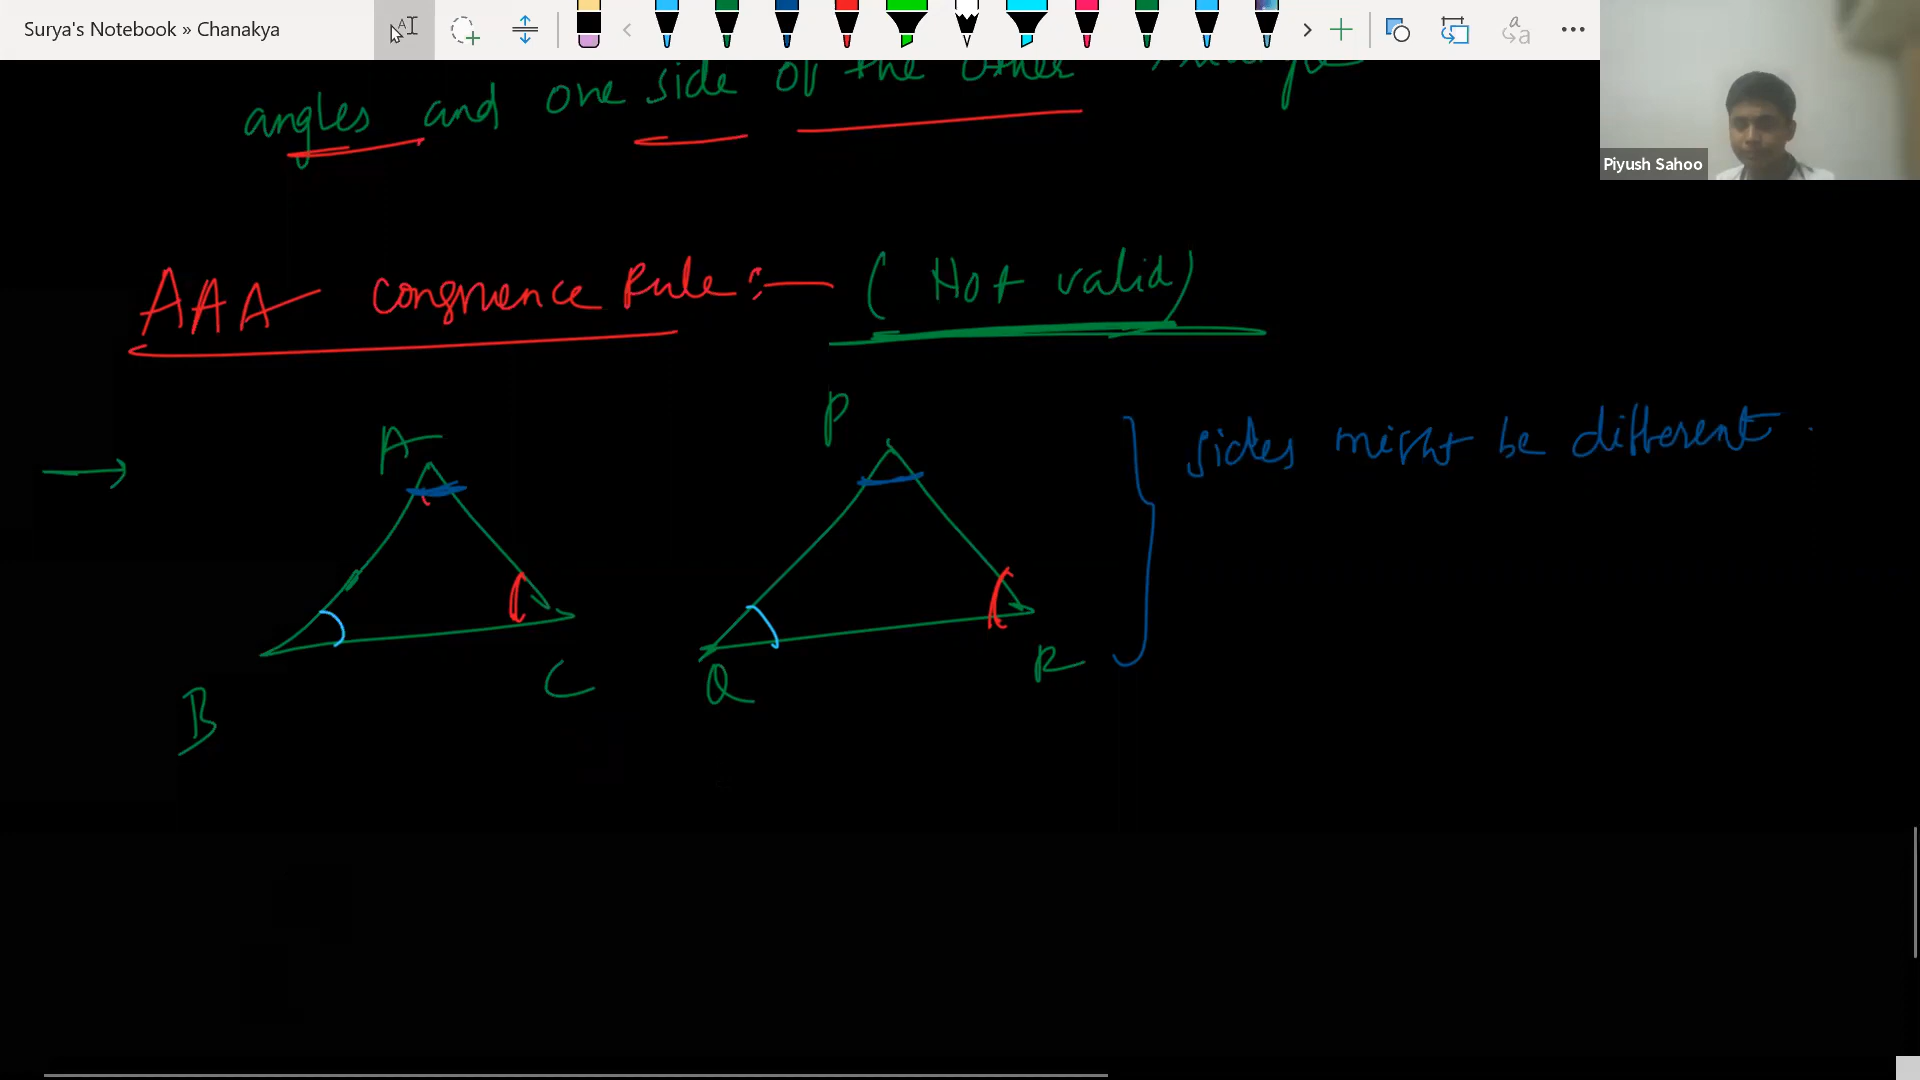 Surya's Notebook » Chanakya
Piyush Sahoo
angles and one side of the other
AAA congruence Rule :— ( Not valid)
A
P
sides might be different .
B
C
Q
R